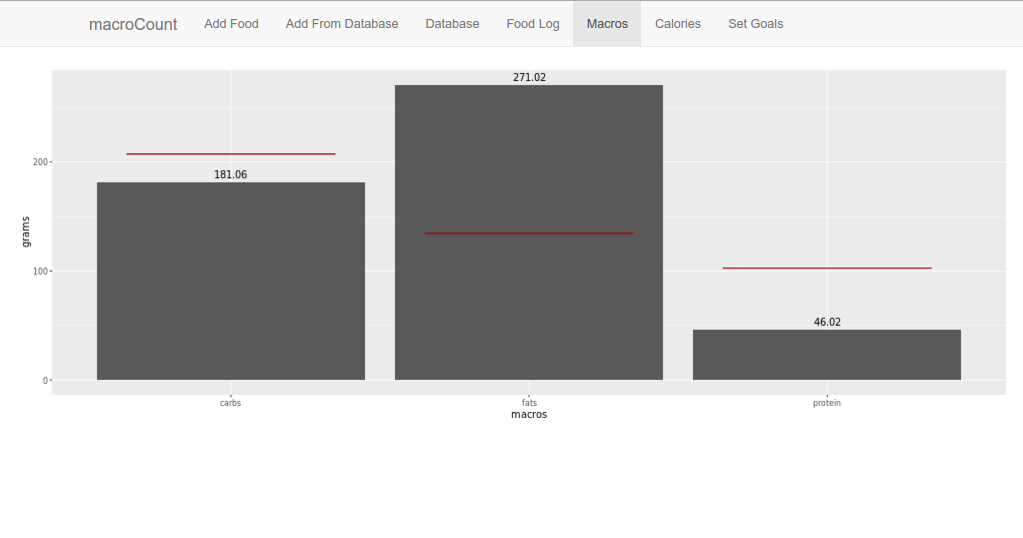 macroCount Add Food Add From Database Database Food Log Macros Calories Set Goals
271.02
200
181.06
grams
100
46.02
0
carbs fats protein
macros